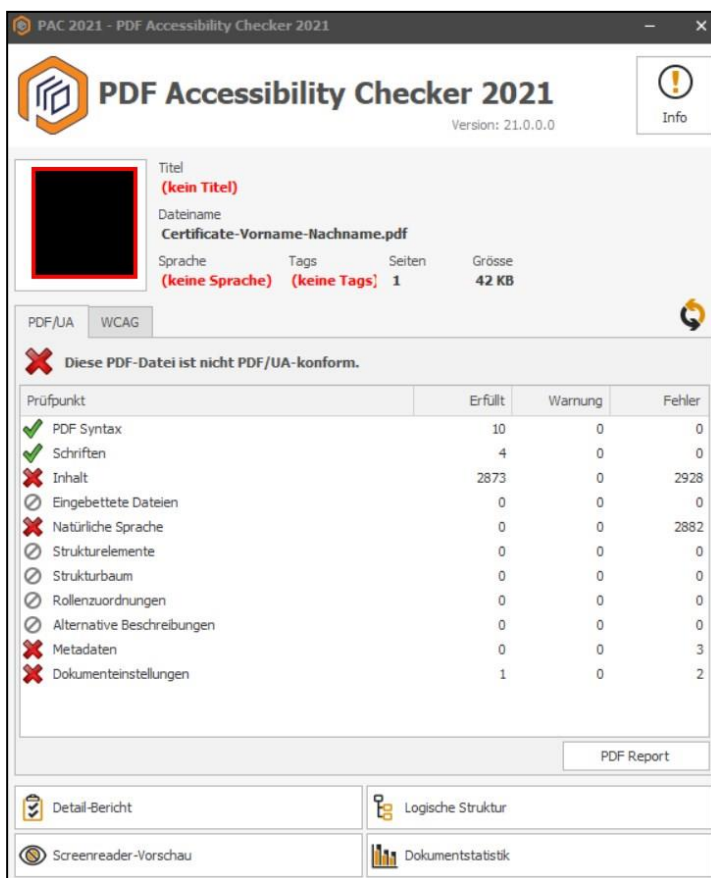 PAC 2021 - PDF Accessibility Checker 2021
PDF Accessibility Checker 2021
Version: 21.0.0.0
Info
Titel
(kein Titel)
Dateiname
Certificate-Vorname-Nachname.pdf
Sprache Tags Seiten Grösse
(keine Sprache) (keine Tags) 1 42 KB
PDF/UA WCAG
Diese PDF-Datei ist nicht PDF/UA-konform.
Prüfpunkt Erfüllt Warnung Fehler
PDF Syntax 10 0 0
Schriften 4 0 0
Inhalt 2873 0 2928
Eingebettete Dateien 0 0 0
Natürliche Sprache 0 0 2882
Strukturelemente 0 0 0
Strukturbaum 0 0 0
Rollenzuordnungen 0 0 0
Alternative Beschreibungen 0 0 0
Metadaten 0 0 3
Dokumenteinstellungen 1 0 2
PDF Report
Detail-Bericht Logische Struktur
Screenreader-Vorschau Dokumentstatistik